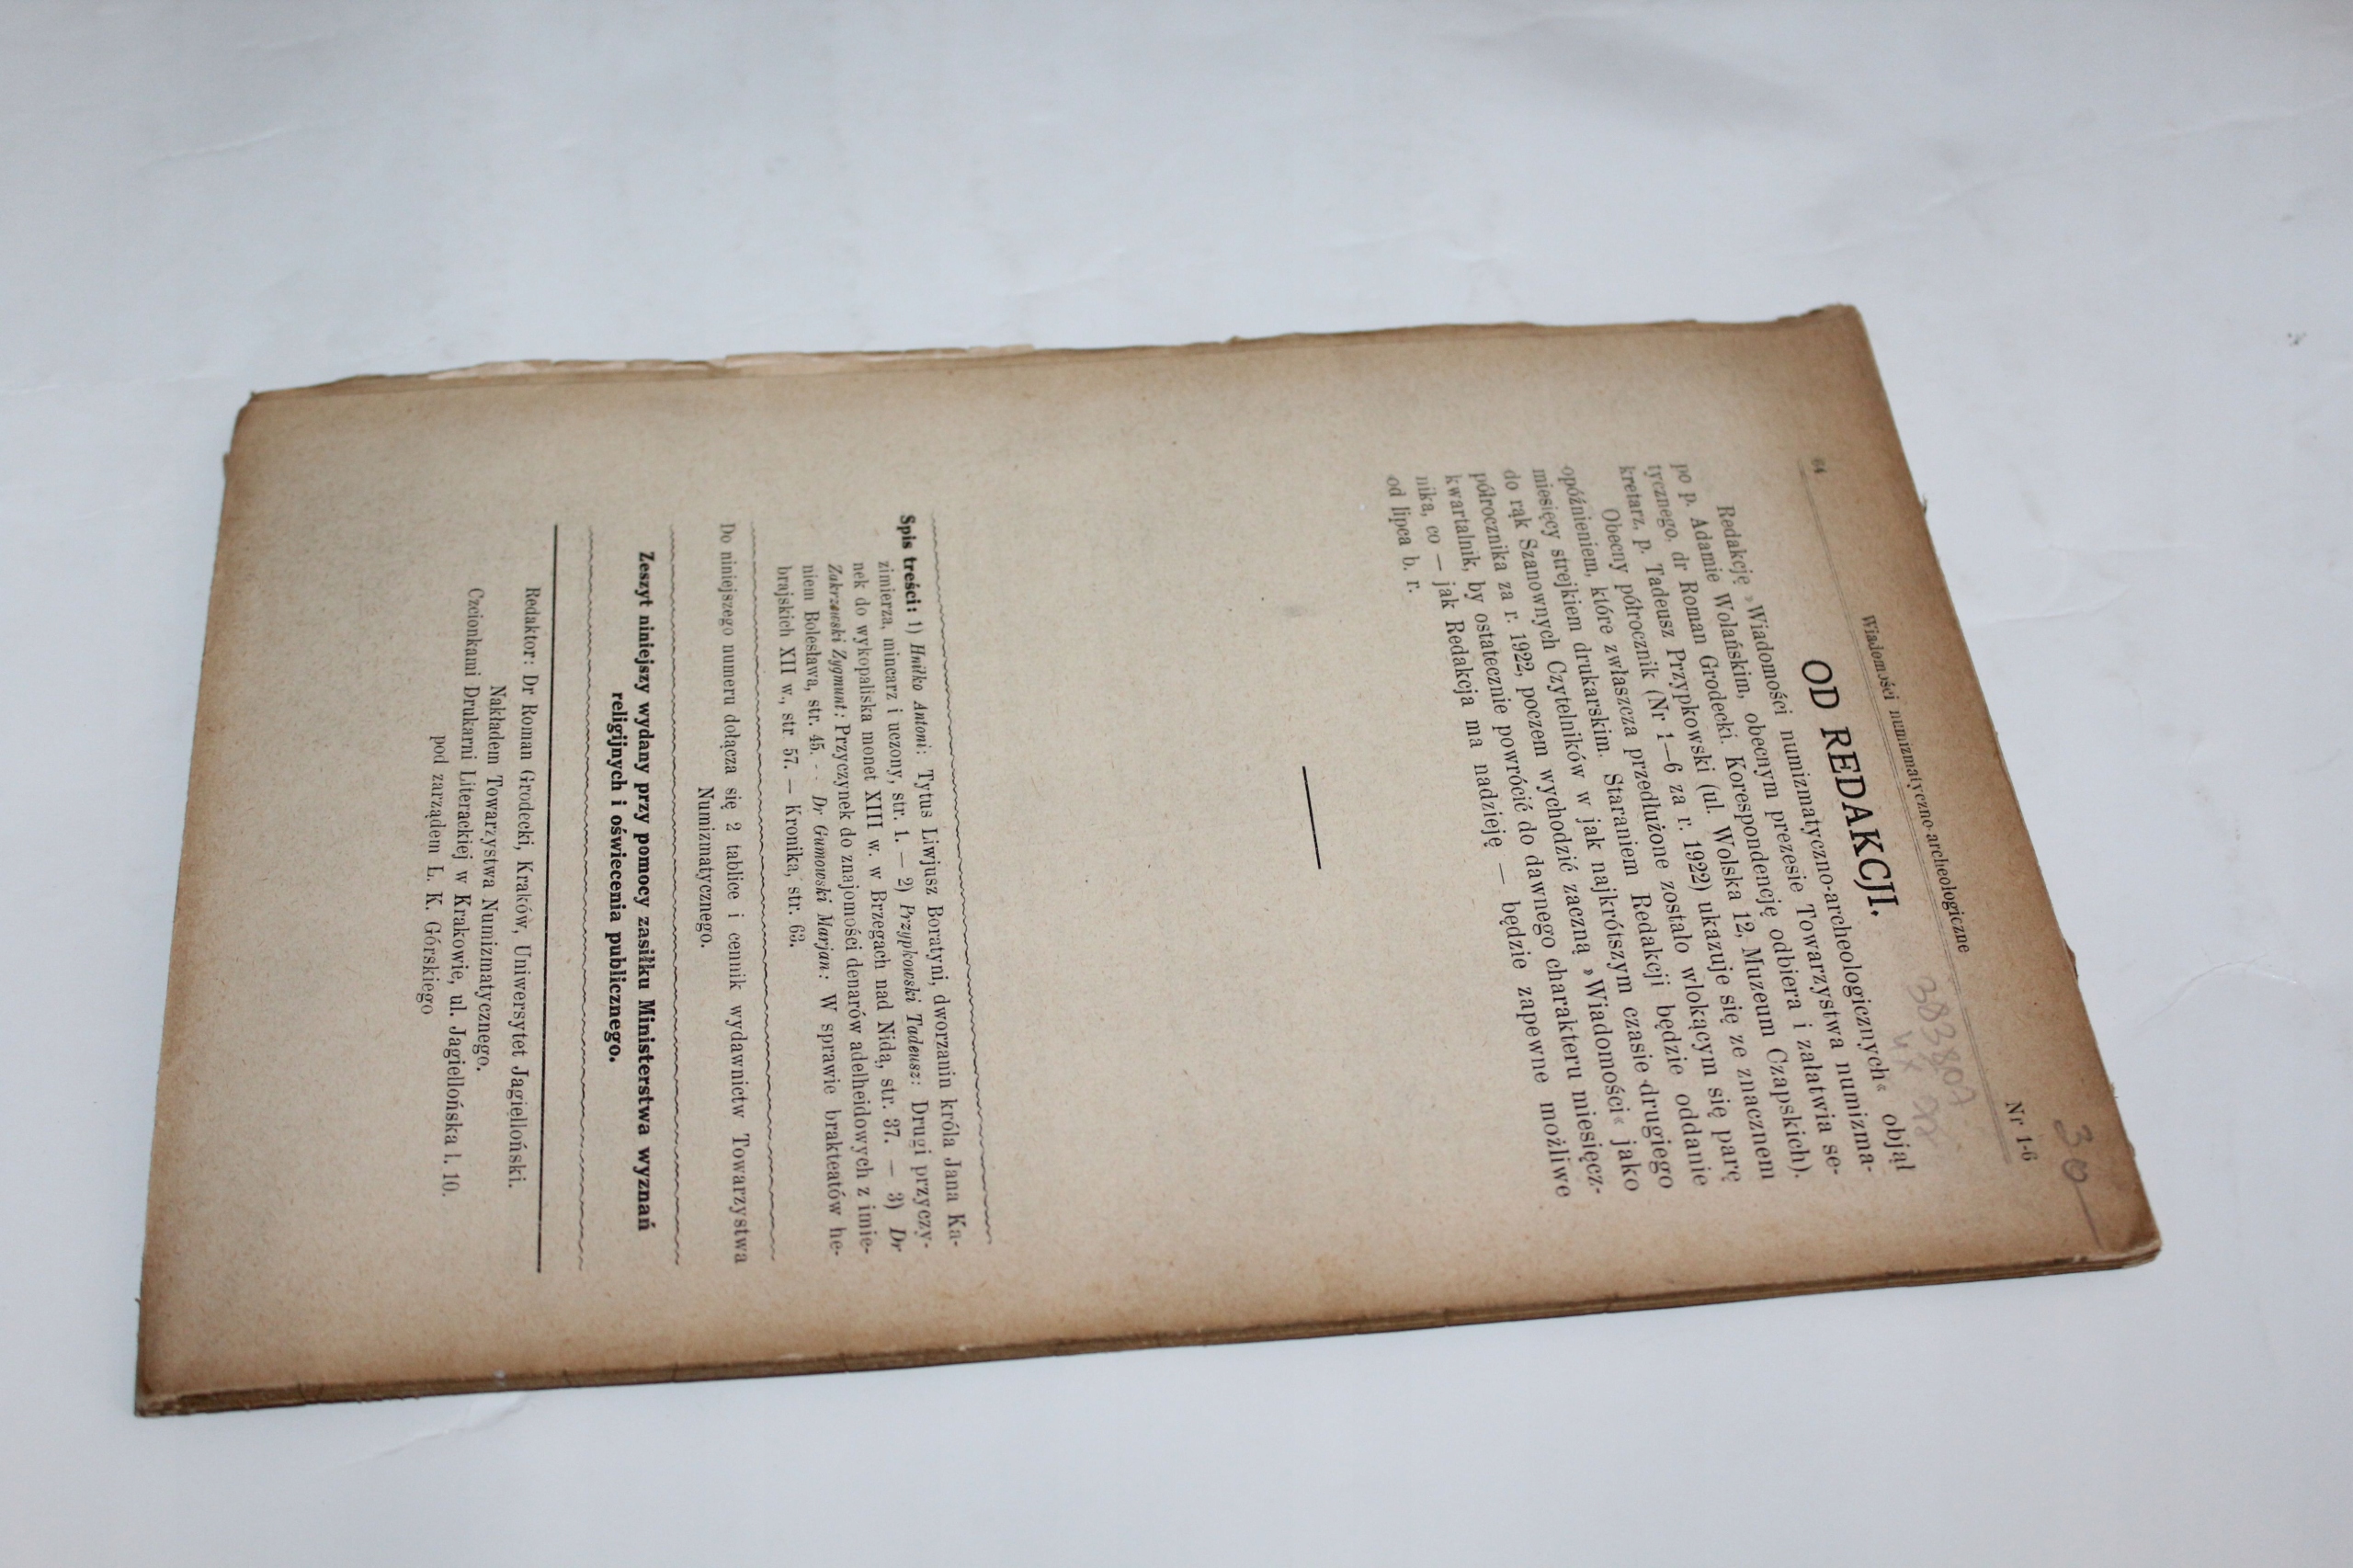 64
Wiadomości numizmatyczno-archeologiczne
Nr 1-6
30
OD REDAKCJI.
Redakcję »Wiadomości numizmatyczno-archeologicznych« objął
po p. Adamie Wolańskim, obecnym prezesie Towarzystwa numizma-
tycznego, dr Roman Grodecki. Korespondencję odbiera i załatwia se-
kretarz, p. Tadeusz Przypkowski (ul. Wolska 12, Muzeum Czapskich).
Obecny półrocznik (Nr 1—6 za r. 1922) ukazuje się ze znacznem
opóźnieniem, które zwłaszcza przedłużone zostało wlokącym się parę
miesięcy strejkiem drukarskim. Staraniem Redakcji będzie oddanie
do rąk Szanownych Czytelników w jak najkrótszym czasie drugiego
półrocznika za r. 1922, poczem wychodzić zaczną »Wiadomości« jako
kwartalnik, by ostatecznie powrócić do dawnego charakteru miesięcz-
nika, co — jak Redakcja ma nadzieję — będzie zapewne możliwe
od lipca b. r.
Spis treści: 1) Hniłko Antoni: Tytus Liwjusz Boratyni, dworzanin króla Jana Ka-
zimierza, mincarz i uczony, str. 1. — 2) Przypkowski Tadeusz: Drugi przyczy-
nek do wykopaliska monet XIII w. w Brzegach nad Nidą, str. 37. — 3) Dr
Zakrzewski Zygmunt: Przyczynek do znajomości denarów adelheidowych z imie-
niem Bolesława, str. 45. -- Dr Gumowski Marjan: W sprawie brakteatów he-
brajskich XII w., str 57. — Kronika, str. 63.
Do niniejszego numeru dołącza się 2 tablice i cennik wydawnictw Towarzystwa
Numizmatycznego.
Zeszyt niniejszy wydany przy pomocy zasiłku Ministerstwa wyznań
religijnych i oświecenia publicznego.
Redaktor: Dr Roman Grodecki, Kraków, Uniwersytet Jagielloński.
Nakładem Towarzystwa Numizmatycznego.
Czcionkami Drukarni Literackiej w Krakowie, ul. Jagiellońska l. 10.
pod zarządem L. K. Górskiego